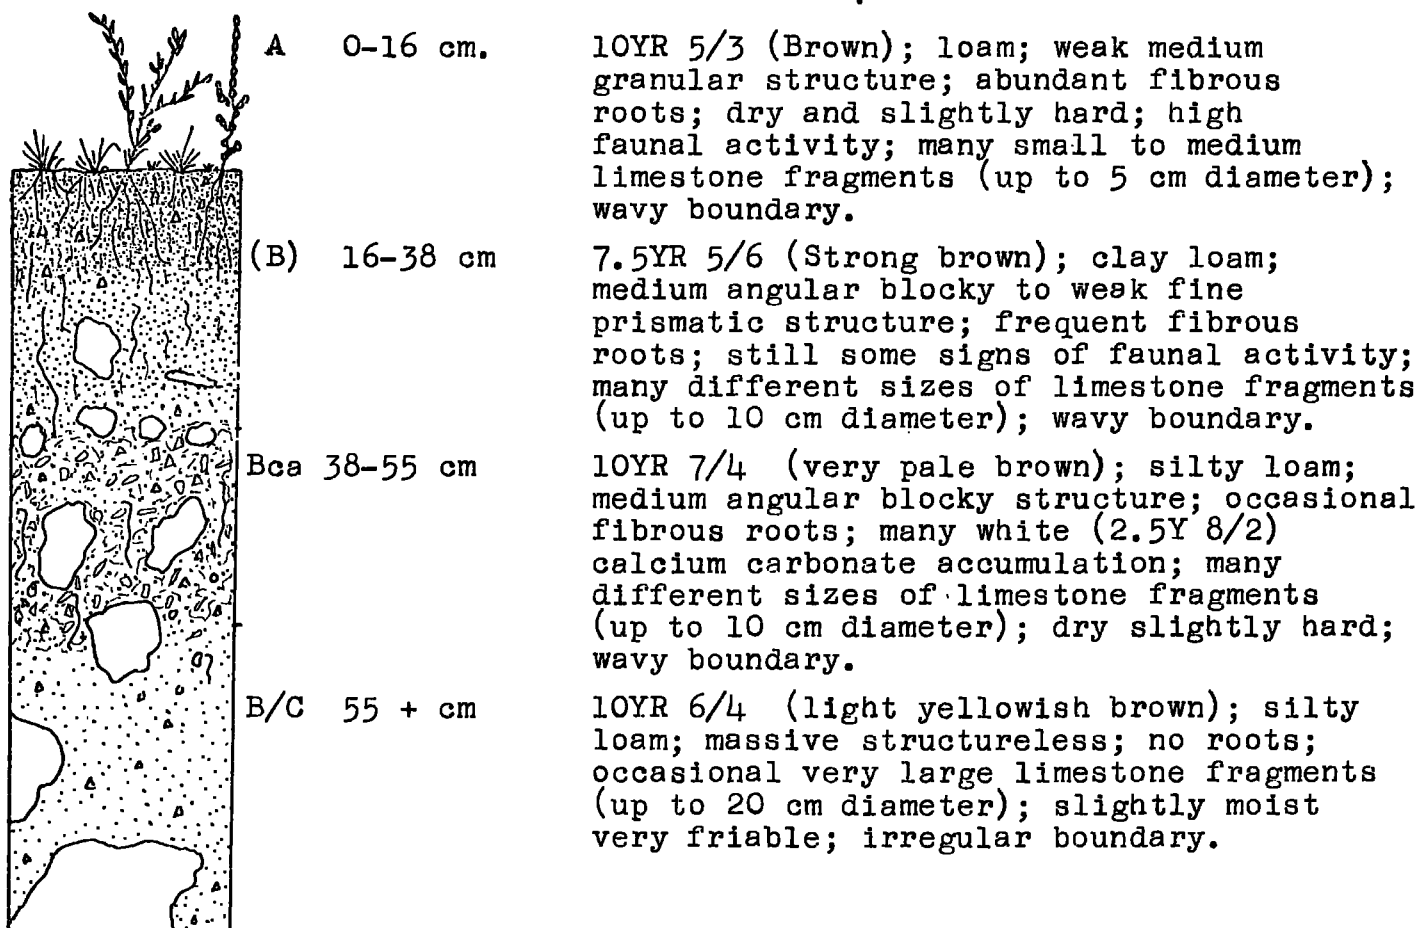 A 0-16 cm. 10YR 5/3 (Brown); loam; weak medium
granular structure; abundant fibrous
roots; dry and slightly hard; high
faunal activity; many small to medium
limestone fragments (up to 5 cm diameter);
wavy boundary.
(B) 16-38 cm 7.5YR 5/6 (Strong brown); clay loam;
medium angular blocky to weak fine
prismatic structure; frequent fibrous
roots; still some signs of faunal activity;
many different sizes of limestone fragments
(up to 10 cm diameter); wavy boundary.
Bca 38-55 cm 10YR 7/4 (very pale brown); silty loam;
medium angular blocky structure; occasional
fibrous roots; many white (2.5Y 8/2)
calcium carbonate accumulation; many
different sizes of limestone fragments
(up to 10 cm diameter); dry slightly hard;
wavy boundary.
B/C 55 + cm 10YR 6/4 (light yellowish brown); silty
loam; massive structureless; no roots;
occasional very large limestone fragments
(up to 20 cm diameter); slightly moist
very friable; irregular boundary.